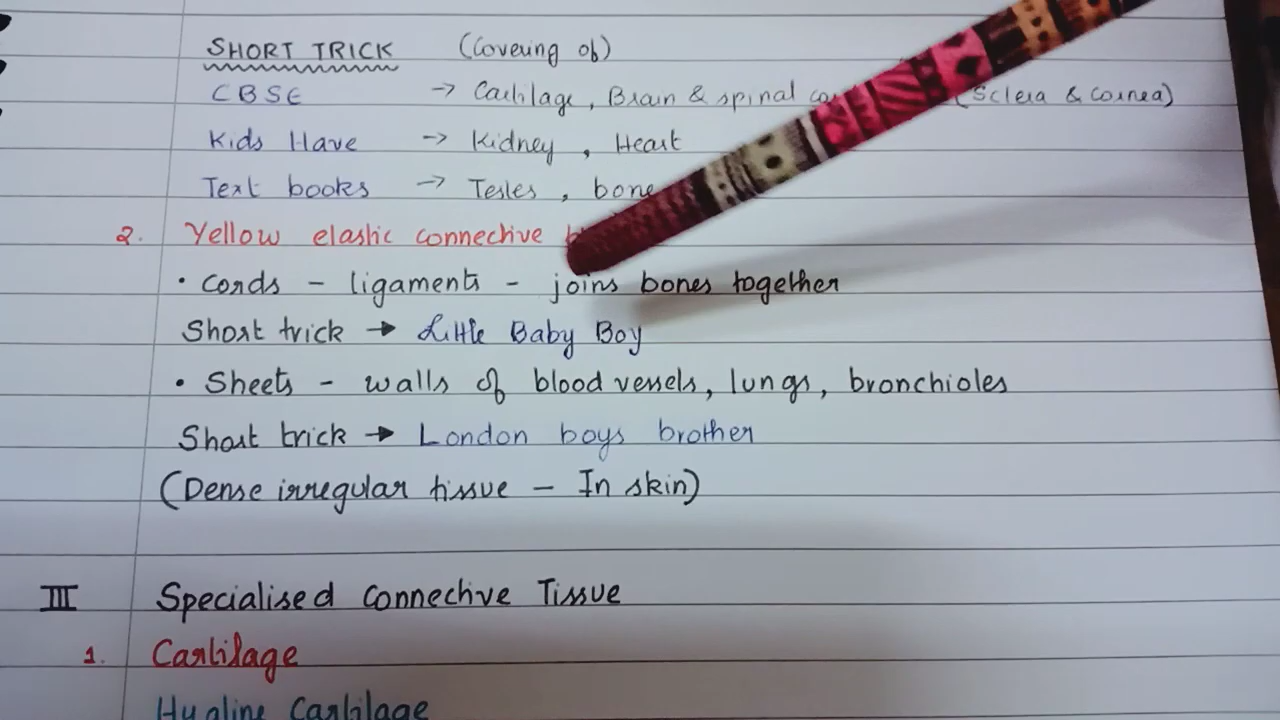 SHORT TRICK (Covering of)
CBSE → Cartilage, Brain & spinal (Sclera & Cornea)
Kids Have → Kidney, Heart
Text books → Testes, bone
2. Yellow elastic connective
• Cords - ligaments - joins bones together
Short trick → Little Baby Boy
• Sheets - walls of blood vessels, lungs, bronchioles
Short trick → London boys brother
(Dense irregular tissue - In skin)
III Specialised Connective Tissue
1. Cartilage
Hyaline Cartilage